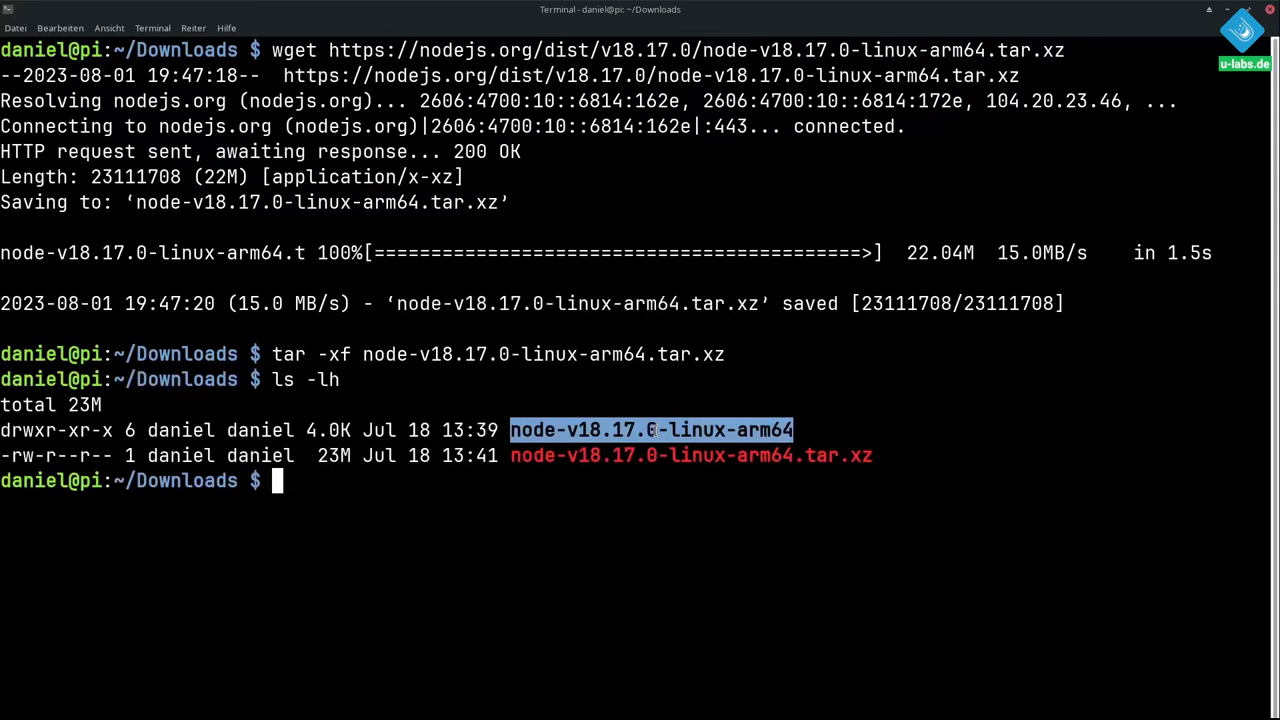 Terminal - daniel@pi: ~/Downloads
Datei Bearbeiten Ansicht Terminal Reiter Hilfe
u-labs.de
daniel@pi:~/Downloads $ wget https://nodejs.org/dist/v18.17.0/node-v18.17.0-linux-arm64.tar.xz
--2023-08-01 19:47:18-- https://nodejs.org/dist/v18.17.0/node-v18.17.0-linux-arm64.tar.xz
Resolving nodejs.org (nodejs.org)... 2606:4700:10::6814:162e, 2606:4700:10::6814:172e, 104.20.23.46, ...
Connecting to nodejs.org (nodejs.org)|2606:4700:10::6814:162e|:443... connected.
HTTP request sent, awaiting response... 200 OK
Length: 23111708 (22M) [application/x-xz]
Saving to: ‘node-v18.17.0-linux-arm64.tar.xz’
node-v18.17.0-linux-arm64.t 100%[===========================================>] 22.04M 15.0MB/s in 1.5s
2023-08-01 19:47:20 (15.0 MB/s) - ‘node-v18.17.0-linux-arm64.tar.xz’ saved [23111708/23111708]
daniel@pi:~/Downloads $ tar -xf node-v18.17.0-linux-arm64.tar.xz
daniel@pi:~/Downloads $ ls -lh
total 23M
drwxr-xr-x 6 daniel daniel 4.0K Jul 18 13:39 node-v18.17.0-linux-arm64
-rw-r--r-- 1 daniel daniel 23M Jul 18 13:41 node-v18.17.0-linux-arm64.tar.xz
daniel@pi:~/Downloads $